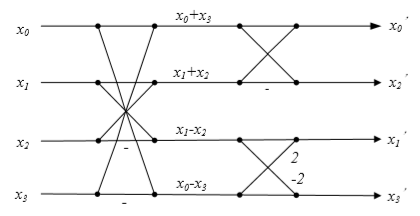 x0 x0+x3 x0´
x1 x1+x2 x2´
-
x2 x1-x2 x1´
- 2
-2
x3 x0-x3 x3´
-